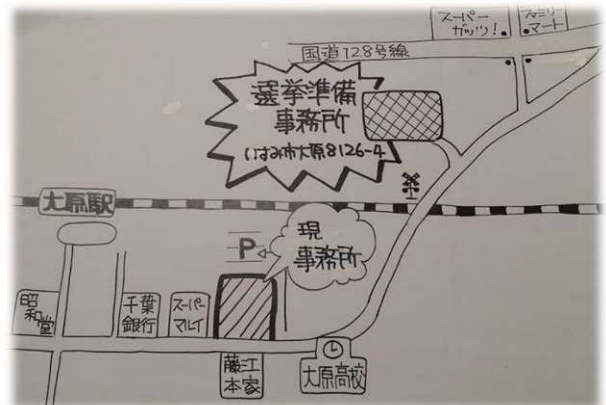 スーパー
ガッツ！
ファミリー
マート
国道128号線
選挙準備
事務所
いすみ市大原8126-4
大原駅
現
事務所
P
昭
和堂
千葉
銀行
スーパー
マルイ
藤江
本家
大原高校